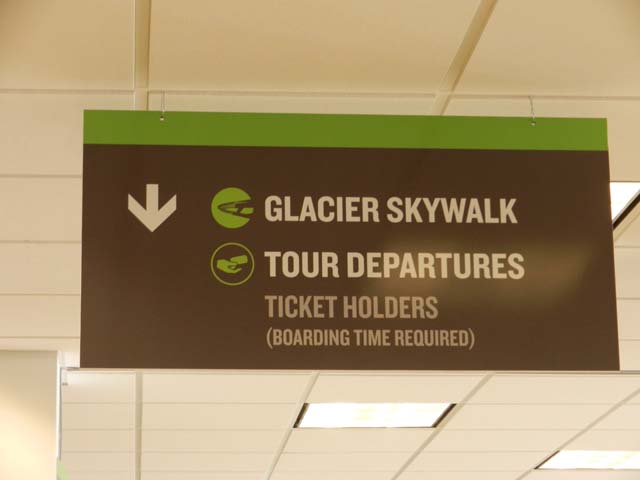 GLACIER SKYWALK
TOUR DEPARTURES
TICKET HOLDERS
(BOARDING TIME REQUIRED)